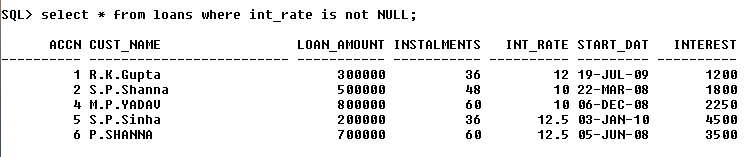 SQL> select * from loans where int_rate is not NULL;
ACCN CUST_NAME LOAN_AMOUNT INSTALMENTS INT_RATE START_DAT INTEREST
---------- ------------------------- ----------- ----------- ---------- --------- ----------
1 R.K.Gupta 300000 36 12 19-JUL-09 1200
2 S.P.Shanna 500000 48 10 22-MAR-08 1800
4 M.P.YADAV 800000 60 10 06-DEC-08 2250
5 S.P.Sinha 200000 36 12.5 03-JAN-10 4500
6 P.SHANNA 700000 60 12.5 05-JUN-08 3500